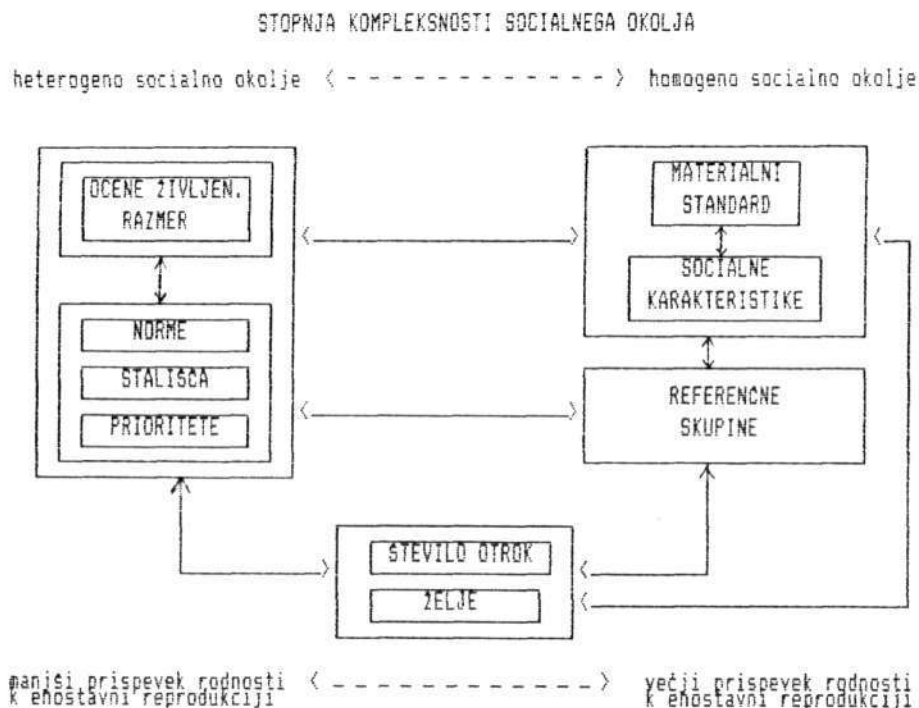 STOPNJA KOMPLEKSNOSTI SOCIALNEGA OKOLJA
heterogeno socialno okolje
homogeno socialno okolje
OCENE ŽIVLJEN.
RAZMER
MATERIALNI
STANDARD
SOCIALNE
KARAKTERISTIKE
NORME
STALIŠČA
PRIORITETE
REFERENČNE
SKUPINE
ŠTEVILO OTROK
ŽELJE
manjši prispevek rodnosti
k enostavni reprodukciji
večji prispevek rodnosti
k enostavni reprodukciji